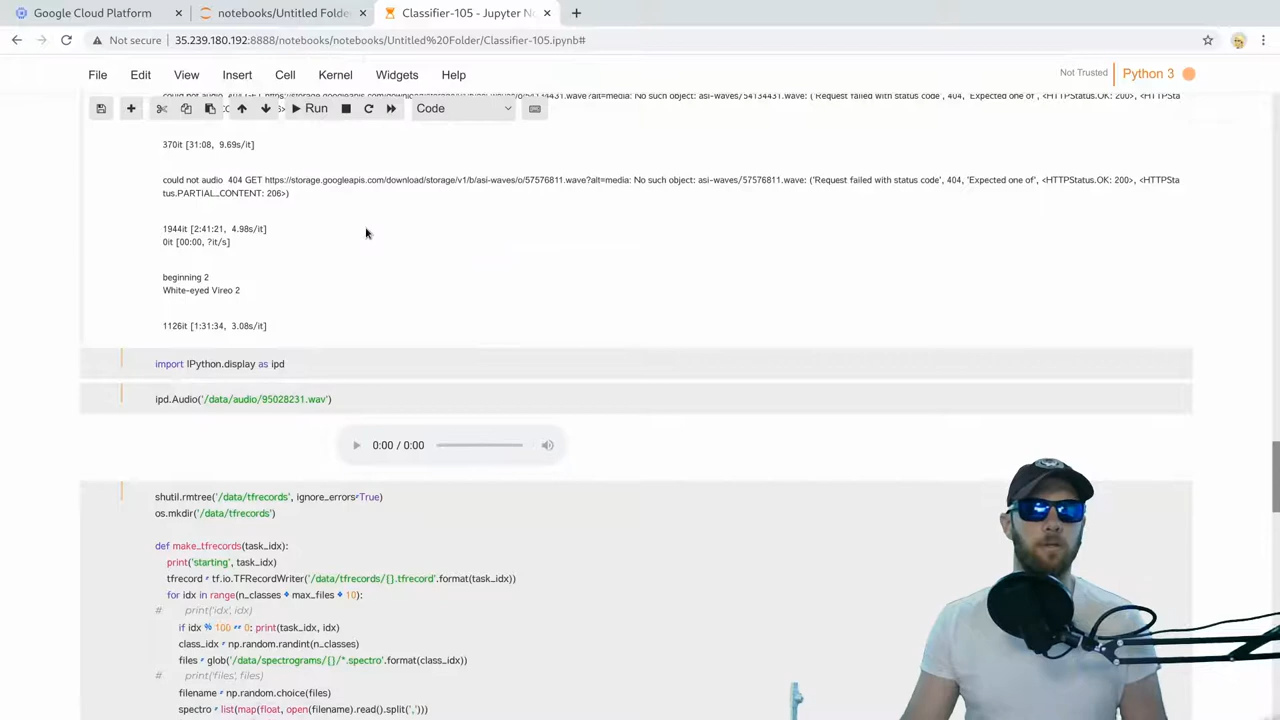 Google Cloud Platform
notebooks/Untitled Folde
Classifier-105 - Jupyter No
Not secure
35.239.180.192:8888/notebooks/notebooks/Untitled%20Folder/Classifier-105.ipynb#
File Edit View Insert Cell Kernel Widgets Help
Not Trusted
Python 3
Run
Code
370it [31:08, 9.69s/it]
could not audio 404 GET https://storage.googleapis.com/download/storage/v1/b/asi-waves/o/57576811.wave?alt=media: No such object: asi-waves/57576811.wave: ('Request failed with status code', 404, 'Expected one of', <HTTPStatus.OK: 200>, <HTTPSta
tus.PARTIAL_CONTENT: 206>)
1944it [2:41:21, 4.98s/it]
0it [00:00, ?it/s]
beginning 2
White-eyed Vireo 2
1126it [1:31:34, 3.08s/it]
import IPython.display as ipd
ipd.Audio('/data/audio/95028231.wav')
0:00 / 0:00
shutil.rmtree('/data/tfrecords', ignore_errors=True)
os.mkdir('/data/tfrecords')
def make_tfrecords(task_idx):
print('starting', task_idx)
tfrecord = tf.io.TFRecordWriter('/data/tfrecords/{}.tfrecord'.format(task_idx))
for idx in range(n_classes * max_files * 10):
# print('idx', idx)
if idx % 100 == 0: print(task_idx, idx)
class_idx = np.random.randint(n_classes)
files = glob('/data/spectrograms/{}/*.spectro'.format(class_idx))
# print('files', files)
filename = np.random.choice(files)
spectro = list(map(float, open(filename).read().split(',')))